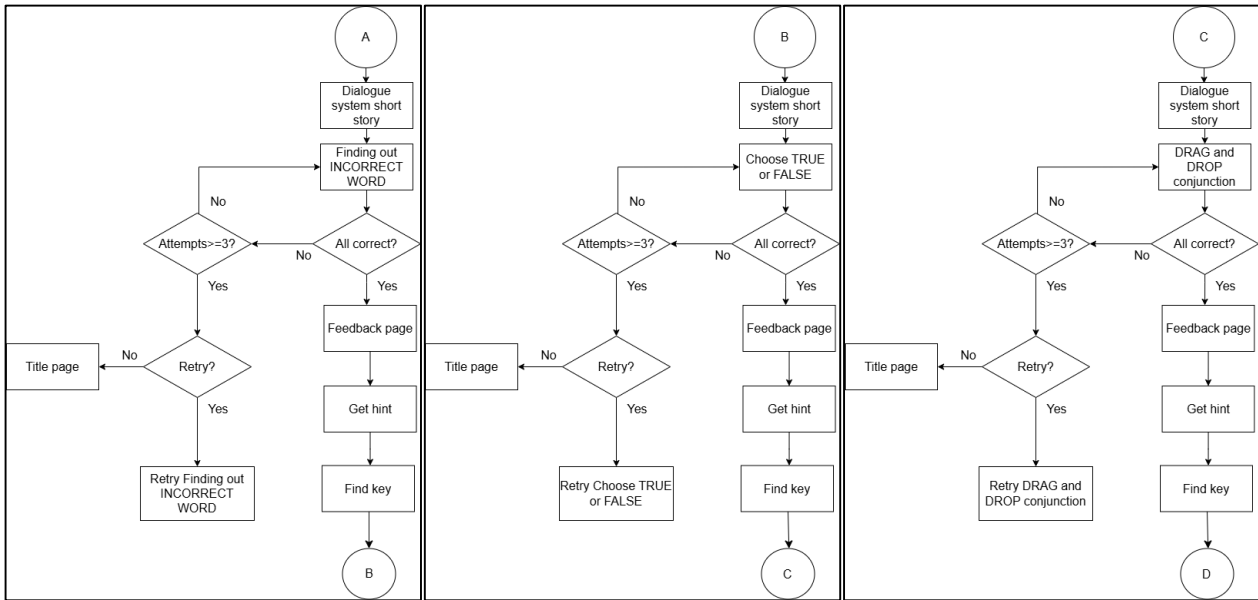 A
Dialogue
system short
story
Finding out
INCORRECT
WORD
No
Attempts>=3?
No
All correct?
Yes
Yes
Feedback page
Title page
No
Retry?
Yes
Get hint
Retry Finding out
INCORRECT
WORD
Find key
B
B
Dialogue
system short
story
Choose TRUE
or FALSE
No
Attempts>=3?
No
All correct?
Yes
Yes
Feedback page
Title page
No
Retry?
Yes
Get hint
Retry Choose TRUE
or FALSE
Find key
C
C
Dialogue
system short
story
DRAG and
DROP
conjunction
No
Attempts>=3?
No
All correct?
Yes
Yes
Feedback page
Title page
No
Retry?
Yes
Get hint
Retry DRAG and
DROP conjunction
Find key
D